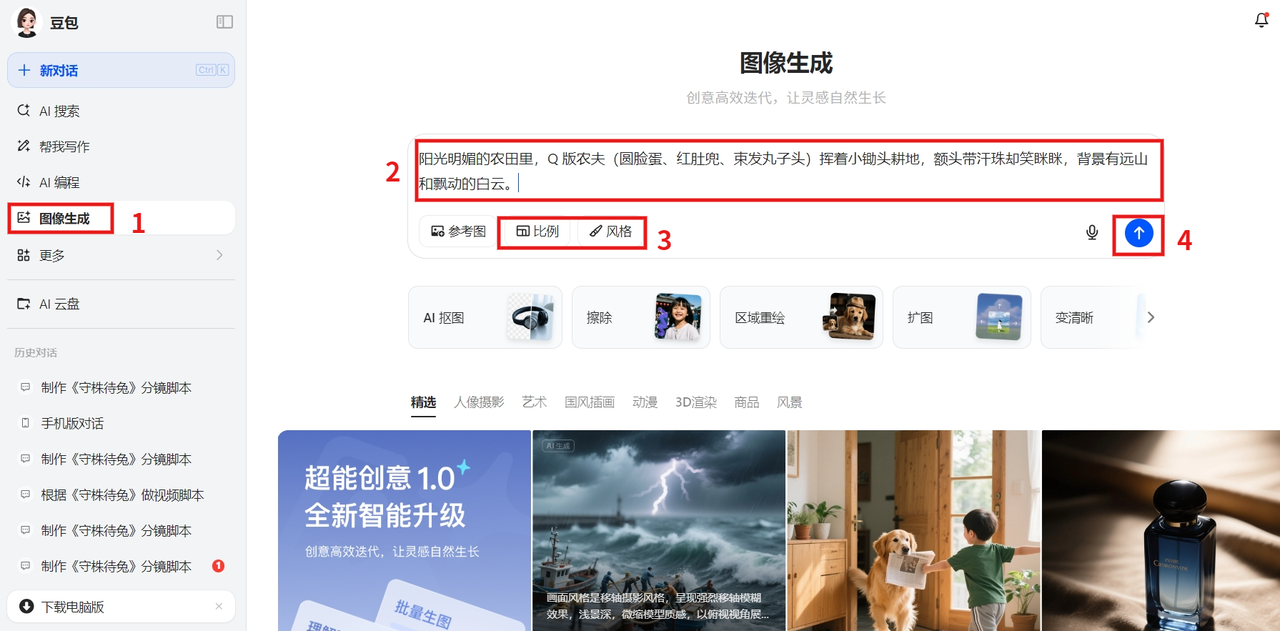 豆包
新对话
Ctrl K
AI 搜索
帮我写作
AI 编程
图像生成
1
更多
AI 云盘
历史对话
制作《守株待兔》分镜脚本
手机版对话
制作《守株待兔》分镜脚本
根据《守株待兔》做视频脚本
制作《守株待兔》分镜脚本
制作《守株待兔》分镜脚本
1
下载电脑版
图像生成
创意高效迭代，让灵感自然生长
2
阳光明媚的农田里，Q 版农夫（圆脸蛋、红肚兜、束发丸子头）挥着小锄头耕地，额头带汗珠却笑眯眯，背景有远山
和飘动的白云。
参考图
比例
风格
3
4
AI 抠图
擦除
区域重绘
扩图
变清晰
精选
人像摄影
艺术
国风插画
动漫
3D渲染
商品
风景
超能创意 1.0
全新智能升级
创意高效迭代，让灵感自然生长
批量生图
理解
AI 生成
画面风格是移轴摄影风格，呈现强烈移轴模糊
效果，浅景深，微缩模型质感，以俯视视角展...